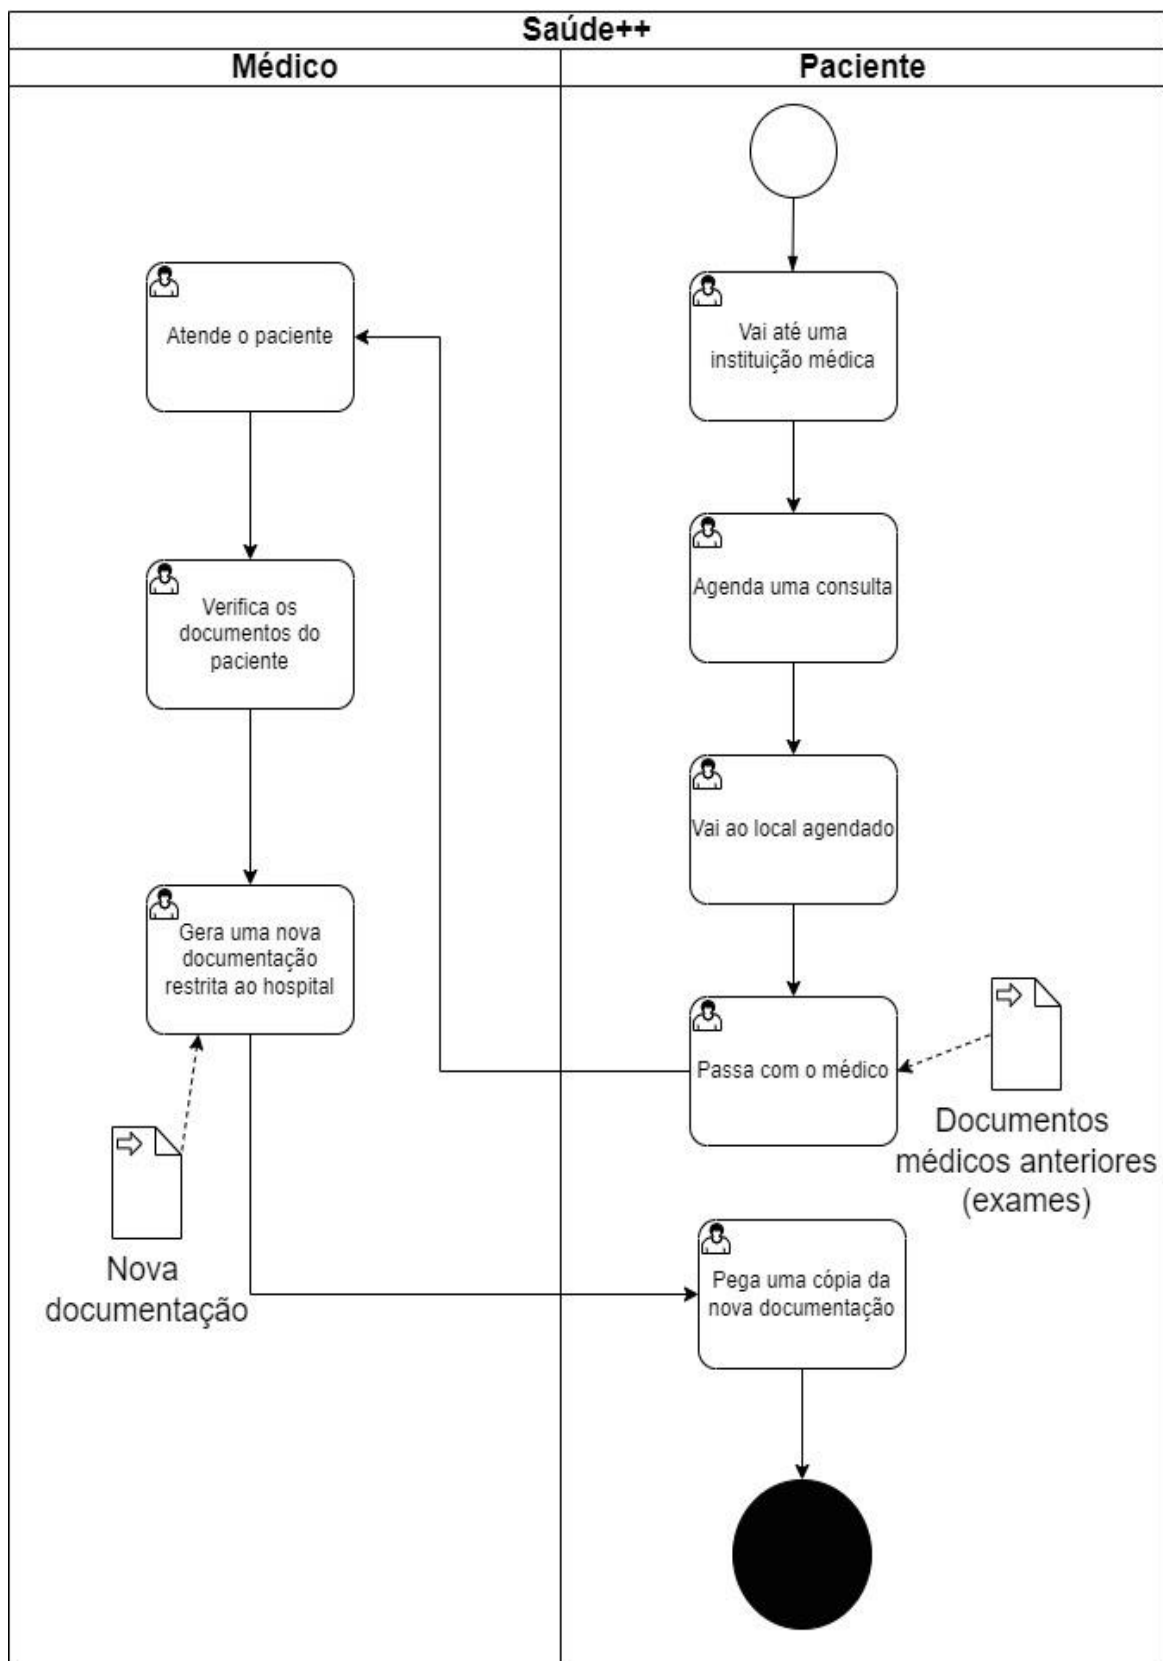 Saúde++
Médico
Paciente
Vai até uma
instituição médica
Agenda uma consulta
Vai ao local agendado
Passa com o médico
Documentos
médicos anteriores
(exames)
Atende o paciente
Verifica os
documentos do
paciente
Gera uma nova
documentação
restrita ao hospital
Nova
documentação
Pega uma cópia da
nova documentação